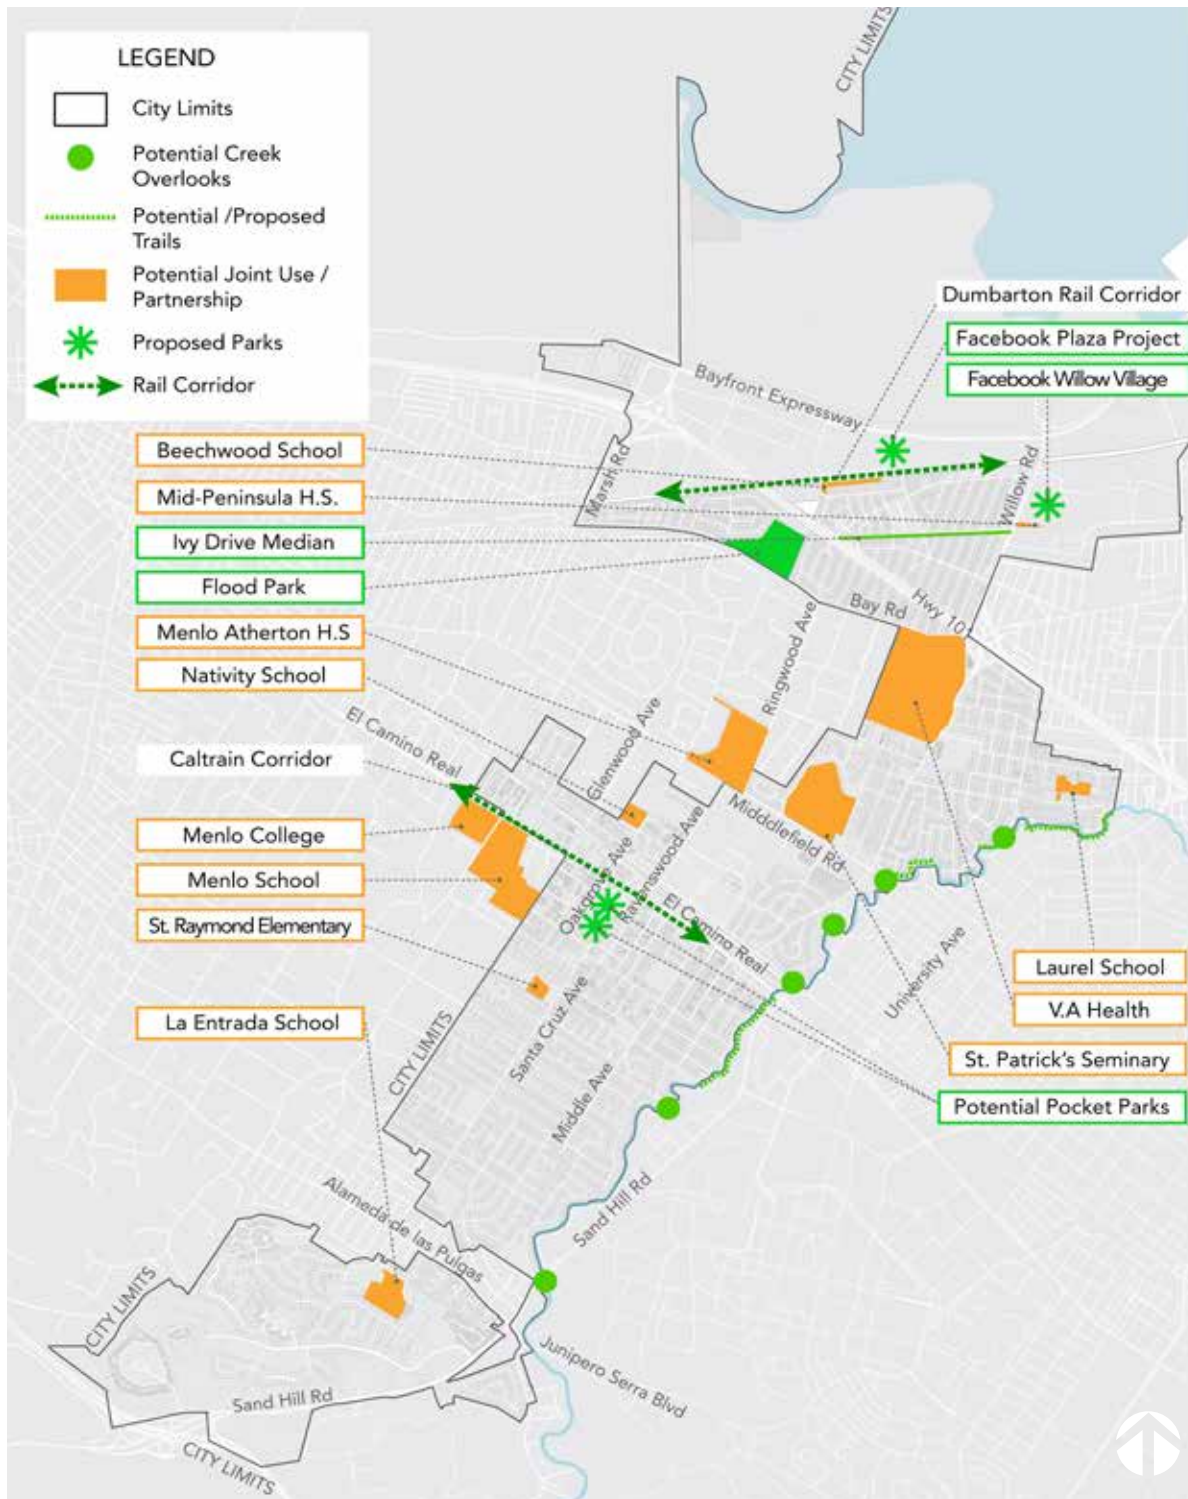 LEGEND
City Limits
Potential Creek
Overlooks
Potential /Proposed
Trails
Potential Joint Use /
Partnership
Proposed Parks
Rail Corridor
CITY LIMITS
Dumbarton Rail Corridor
Facebook Plaza Project
Facebook Willow Village
Bayfront Expressway
Marsh Rd
Willow Rd
Beechwood School
Mid-Peninsula H.S.
Ivy Drive Median
Flood Park
Menlo Atherton H.S
Nativity School
Caltrain Corridor
Menlo College
Menlo School
St. Raymond Elementary
La Entrada School
Bay Rd
Hwy 101
Ringwood Ave
Glenwood Ave
El Camino Real
Midddlefield Rd
Oakgrove Ave
Ravenswood Ave
El Camino Real
University Ave
Laurel School
V.A Health
St. Patrick's Seminary
Potential Pocket Parks
Santa Cruz Ave
Middle Ave
CITY LIMITS
Sand Hill Rd
Alameda de las Pulgas
CITY LIMITS
Junipero Serra Blvd
Sand Hill Rd
CITY LIMITS